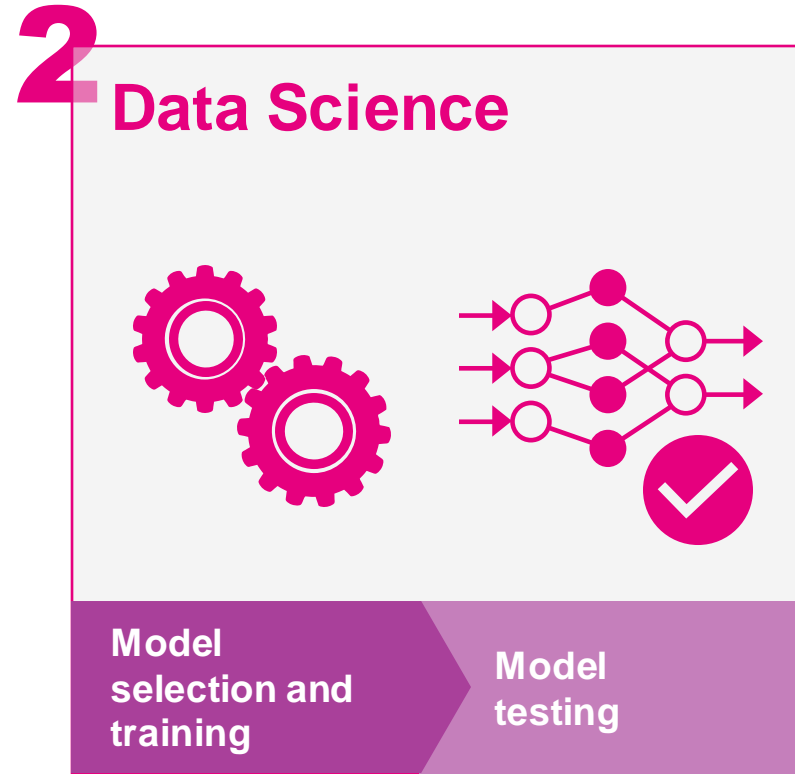 2
Data Science
Model
selection and
training
Model
testing